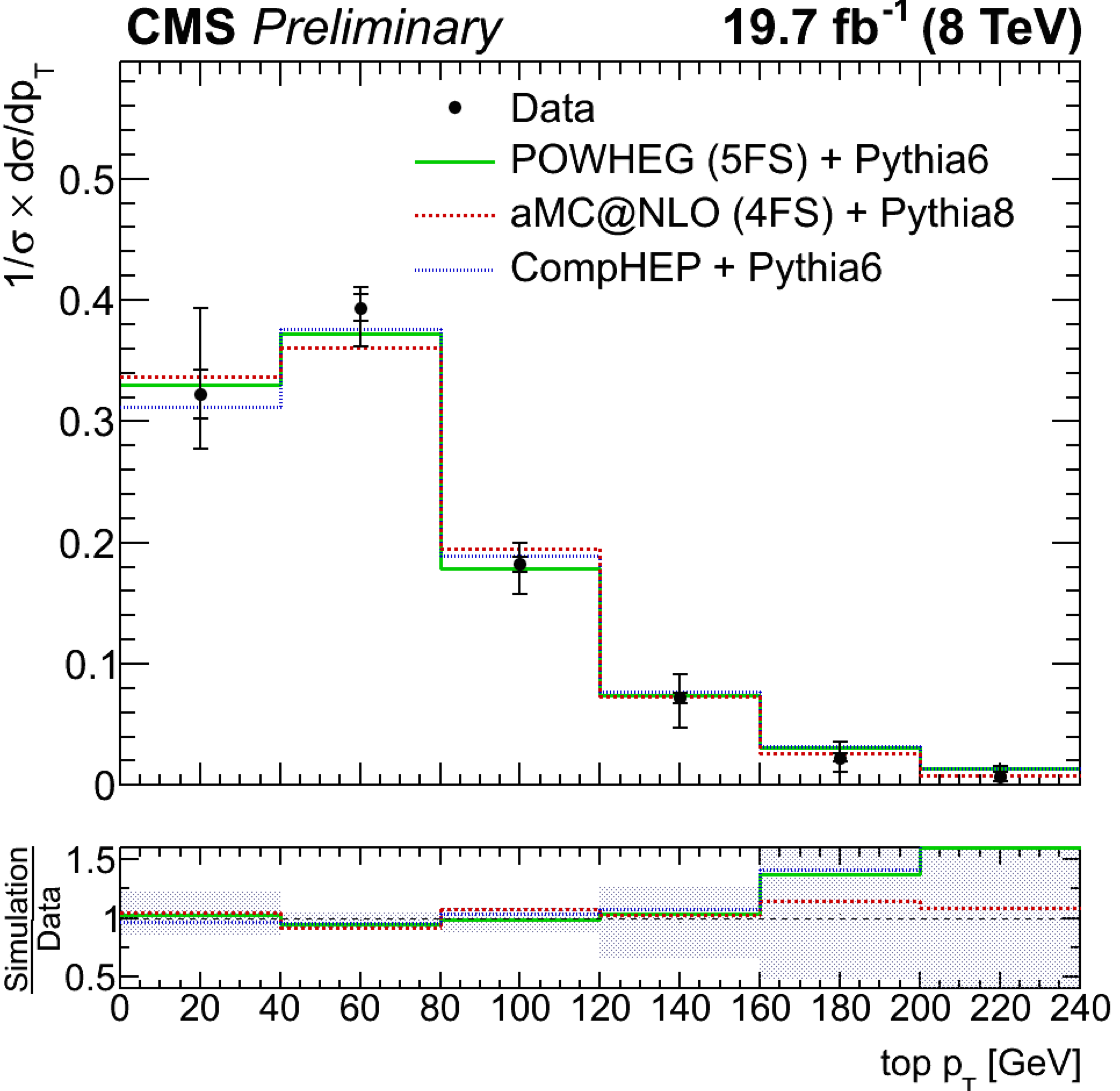 CMS Preliminary 19.7 fb⁻¹ (8 TeV)
1/σ × dσ/dp_T
Data
POWHEG (5FS) + Pythia6
aMC@NLO (4FS) + Pythia8
CompHEP + Pythia6
0.5
0.4
0.3
0.2
0.1
0
Simulation
Data
1.5
1
0.5
0 20 40 60 80 100 120 140 160 180 200 220 240
top p_T [GeV]